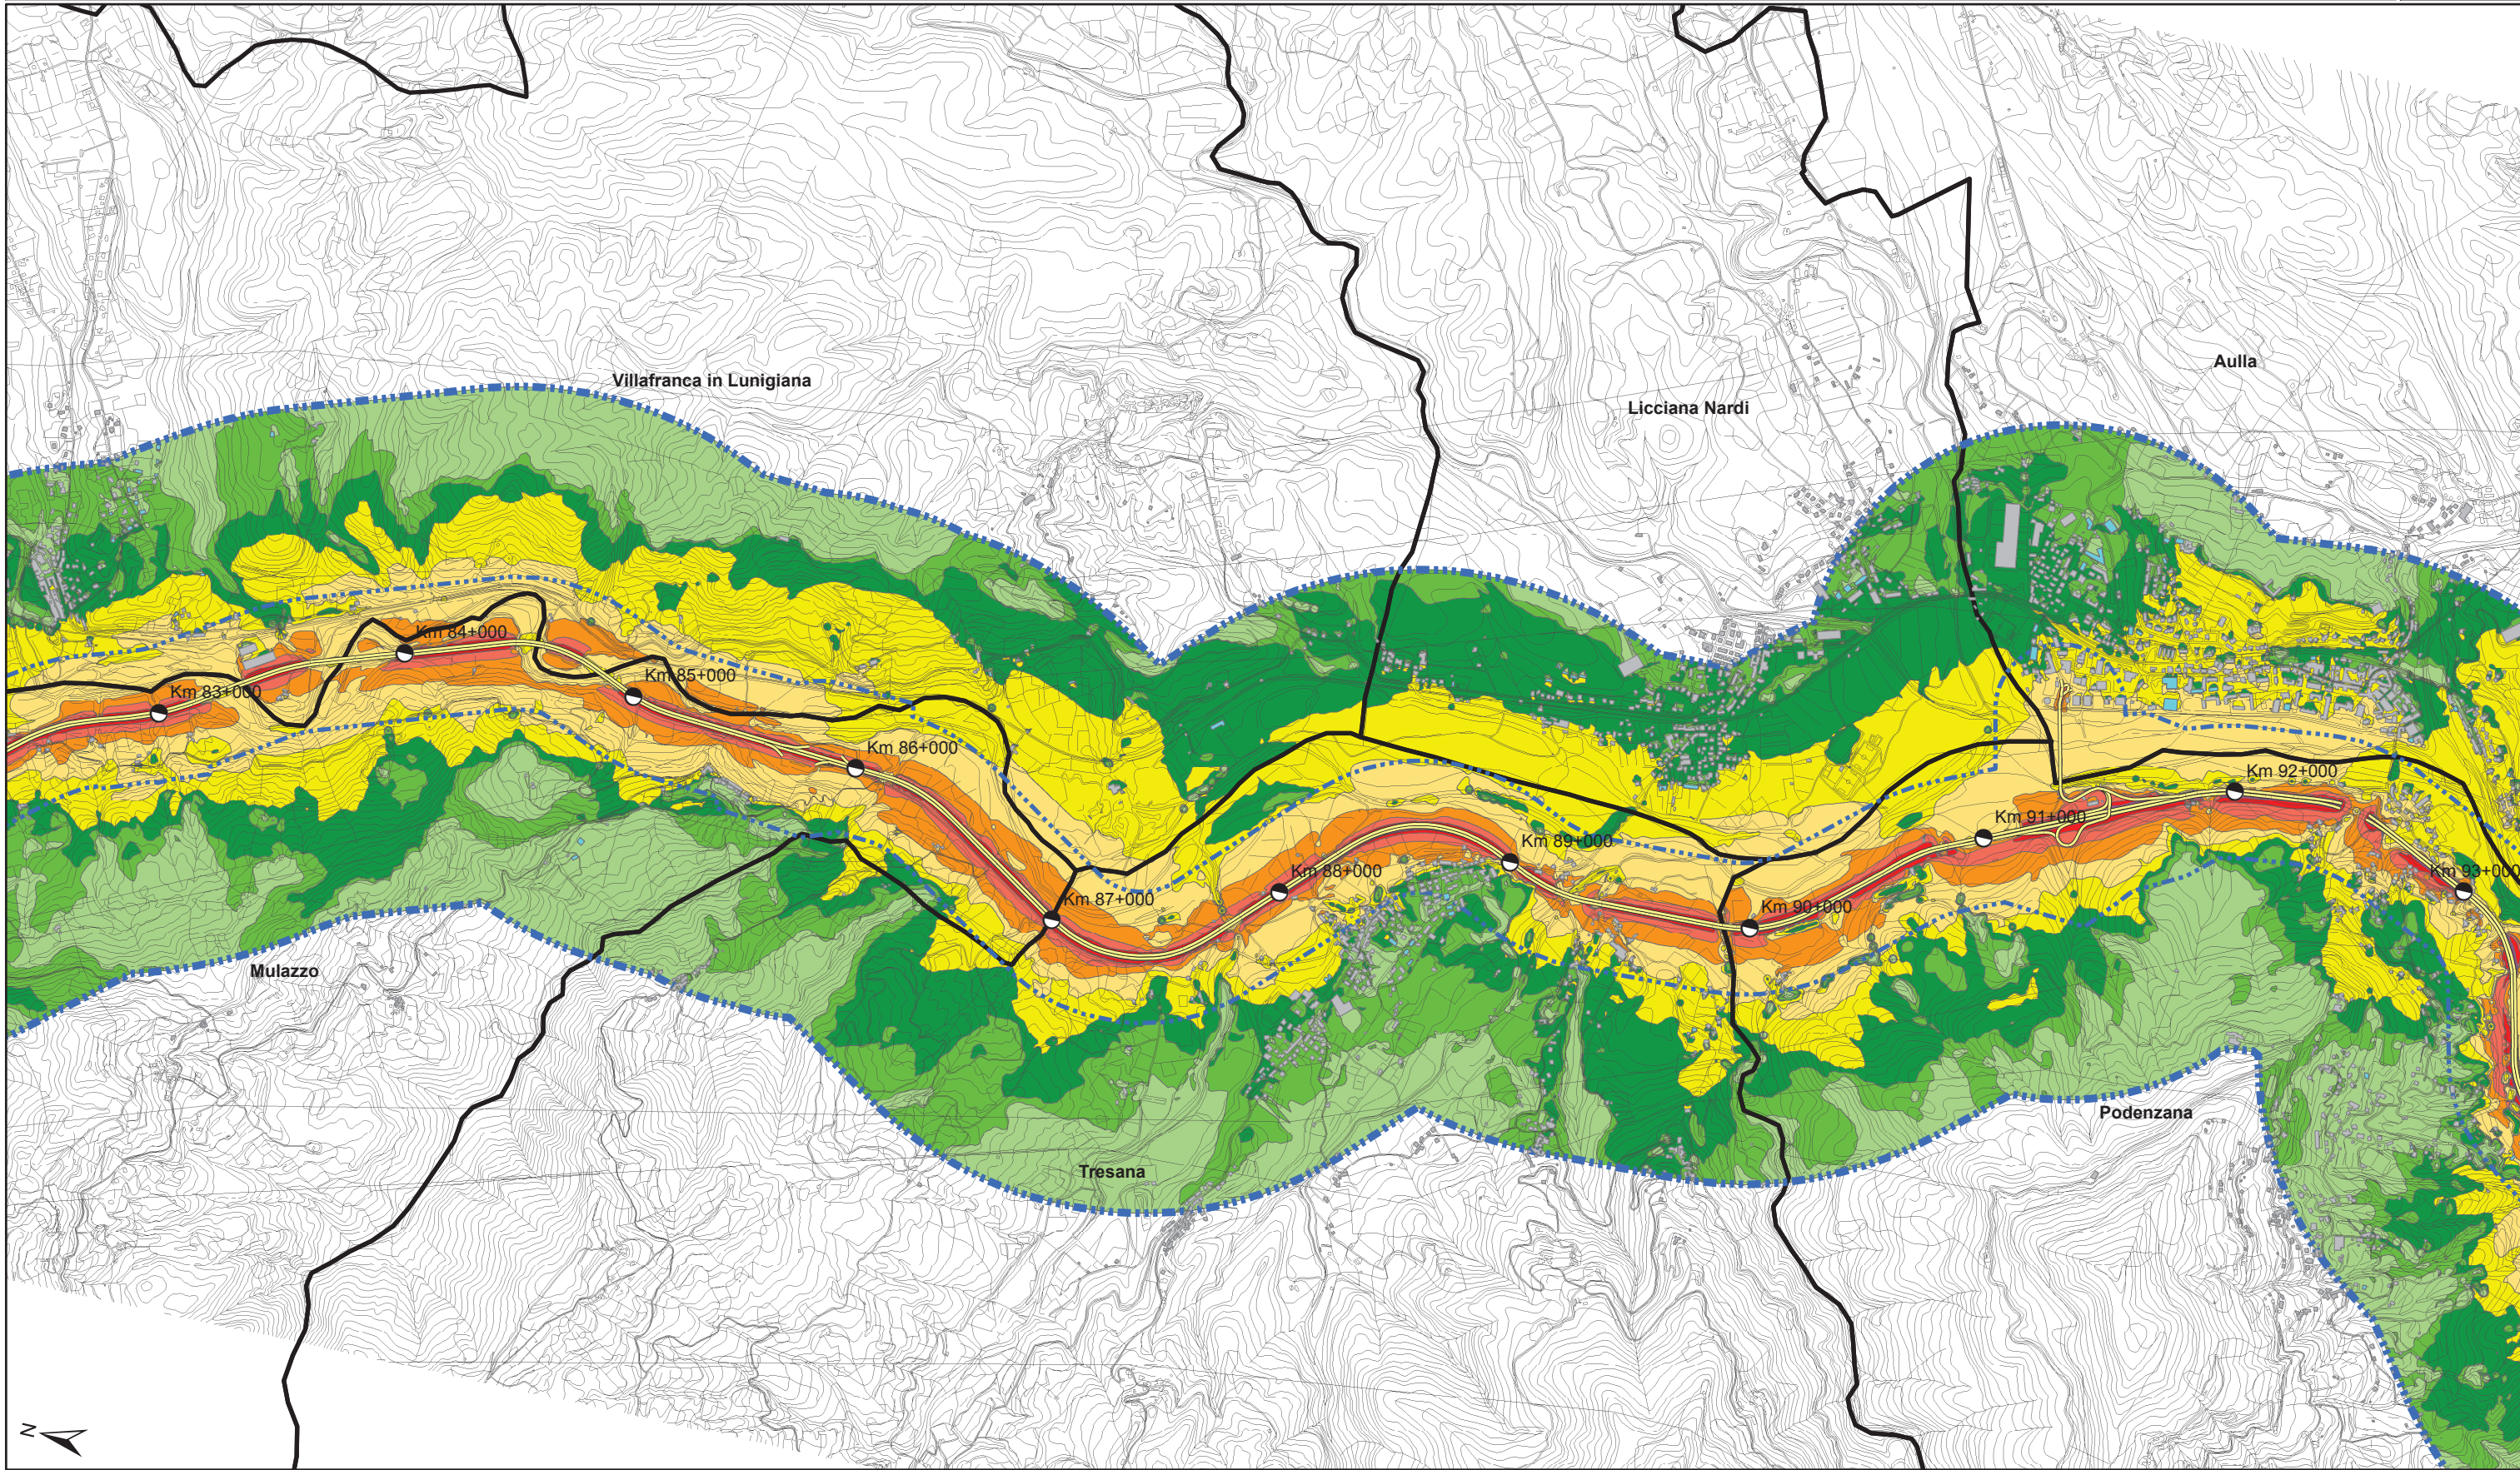 Villafranca in Lunigiana
Licciana Nardi
Aulla
Km 83+000
Km 84+000
Km 85+000
Km 86+000
Km 87+000
Km 88+000
Km 89+000
Km 90+000
Km 91+000
Km 92+000
Km 93+000
Mulazzo
Tresana
Podenzana
N